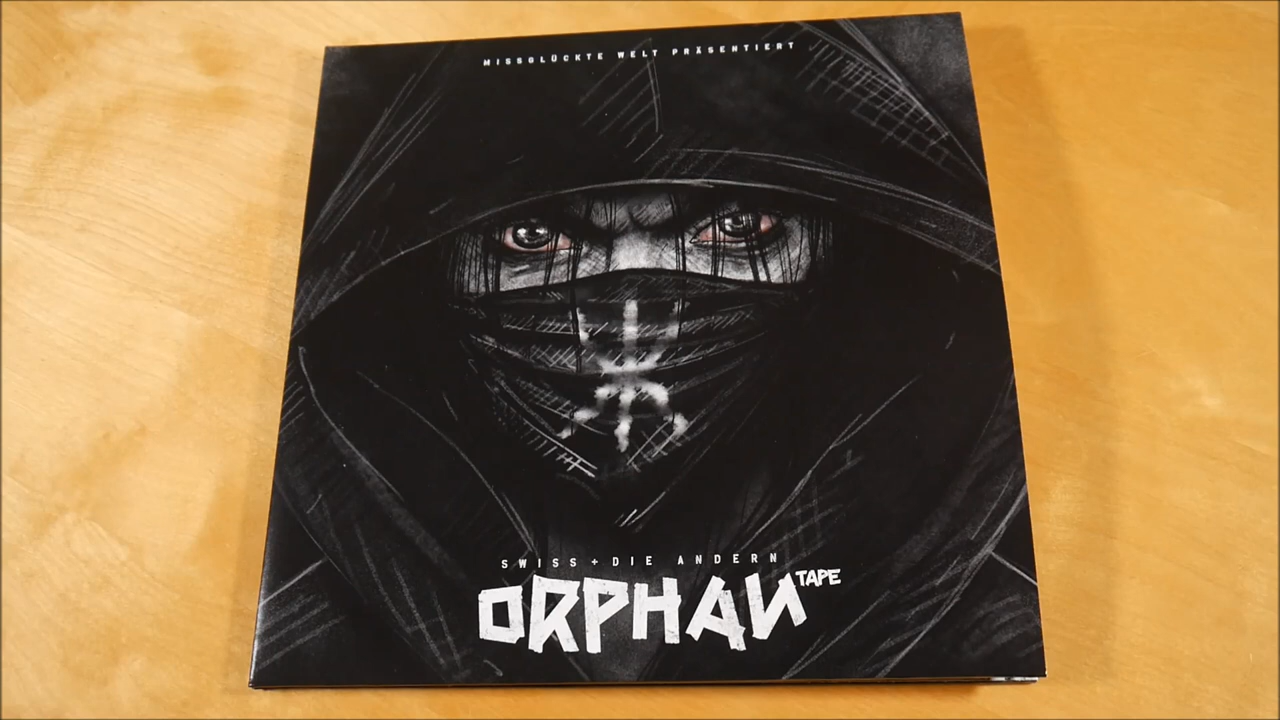 MISSGLÜCKTE WELT PRÄSENTIERT
SWISS + DIE ANDERN
ORPHAN TAPE